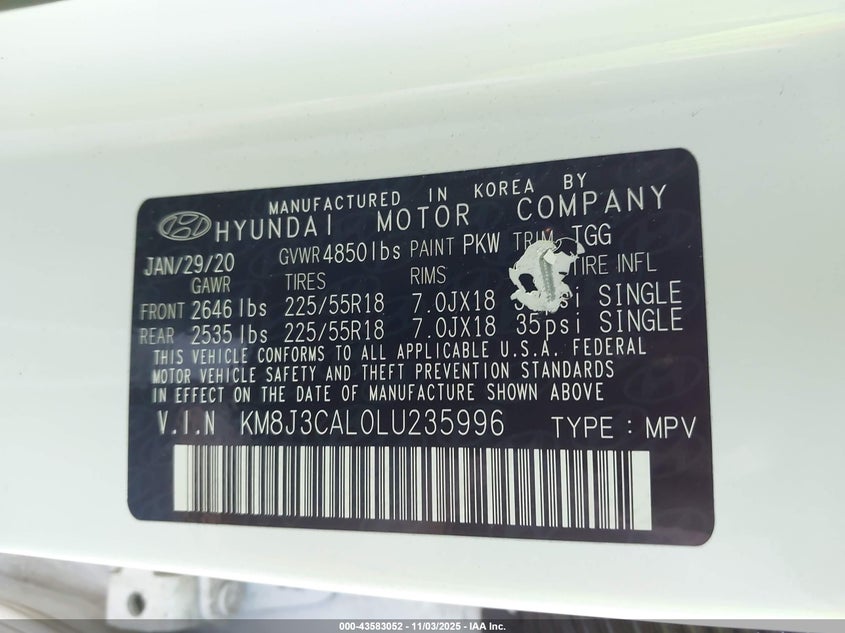 MANUFACTURED IN KOREA BY
HYUNDAI MOTOR COMPANY
JAN/29/20 GVWR 4850lbs PAINT PKW TRIM TGG
GAWR TIRES RIMS TIRE INFL
FRONT 2646 lbs 225/55R18 7.0JX18 SINGLE
REAR 2535 lbs 225/55R18 7.0JX18 35psi SINGLE
THIS VEHICLE CONFORMS TO ALL APPLICABLE U.S.A. FEDERAL
MOTOR VEHICLE SAFETY AND THEFT PREVENTION STANDARDS
IN EFFECT ON THE DATE OF MANUFACTURE SHOWN ABOVE
V.I.N KM8J3CAL0LU235996 TYPE : MPV
000-43583052 - 11/03/2025 - IAA, Inc.